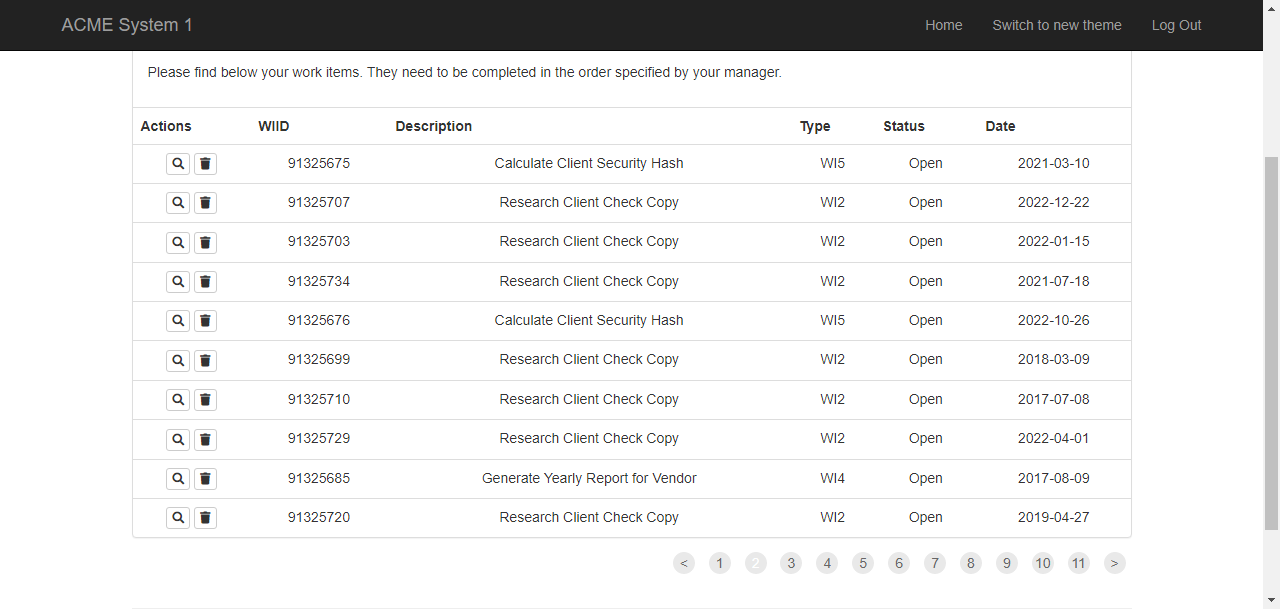 ACME System 1 Home Switch to new theme Log Out
Please find below your work items. They need to be completed in the order specified by your manager.
Actions WIID Description Type Status Date
91325675 Calculate Client Security Hash WI5 Open 2021-03-10
91325707 Research Client Check Copy WI2 Open 2022-12-22
91325703 Research Client Check Copy WI2 Open 2022-01-15
91325734 Research Client Check Copy WI2 Open 2021-07-18
91325676 Calculate Client Security Hash WI5 Open 2022-10-26
91325699 Research Client Check Copy WI2 Open 2018-03-09
91325710 Research Client Check Copy WI2 Open 2017-07-08
91325729 Research Client Check Copy WI2 Open 2022-04-01
91325685 Generate Yearly Report for Vendor WI4 Open 2017-08-09
91325720 Research Client Check Copy WI2 Open 2019-04-27
< 1 2 3 4 5 6 7 8 9 10 11 >